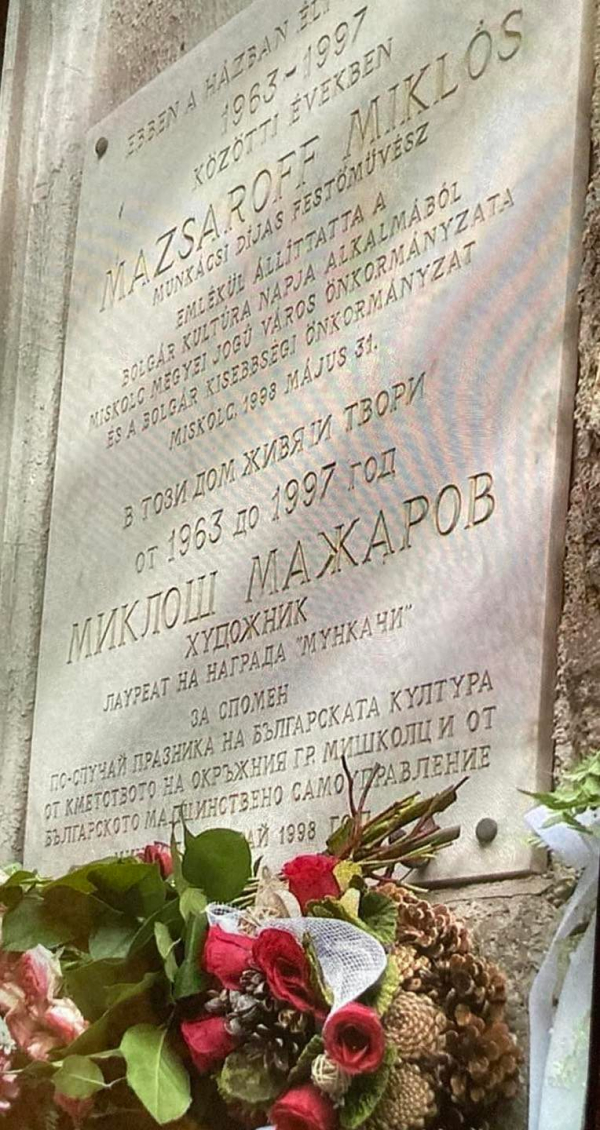 EBBEN A HÁZBAN
1963-1997
KÖZÖTTI ÉVEKBEN
MAZSAROFF MIKLÓS
MUNKÁCSI DÍJAS FESTŐMŰVÉSZ
EMLÉKÜL ÁLLÍTTATTA A
BOLGÁR KULTÚRA NAPJA ALKALMÁBÓL
MISKOLC MEGYEI JOGÚ VÁROS ÖNKORMÁNYZATA
ÉS A BOLGÁR KISEBBSÉGI ÖNKORMÁNYZAT
MISKOLC, 1998 MÁJUS 31.
В ТОЗИ ДОМ ЖИВЯ И ТВОРИ
ОТ 1963 ДО 1997 ГОД
МИКЛОШ МАЖАРОВ
ХУДОЖНИК
ЛАУРЕАТ НА НАГРАДА "МУНКАЧИ"
ЗА СПОМЕН
ПО-СЛУЧАЙ ПРАЗНИКА НА БЪЛГАРСКАТА КУЛТУРА
ОТ КМЕТСТВОТО НА ОКРЪЖНИЯ ГР. МИШКОЛЦ И ОТ
БЪЛГАРСКОТО МАЛЦИНСТВЕНО САМОУПРАВЛЕНИЕ
1998 ГОД